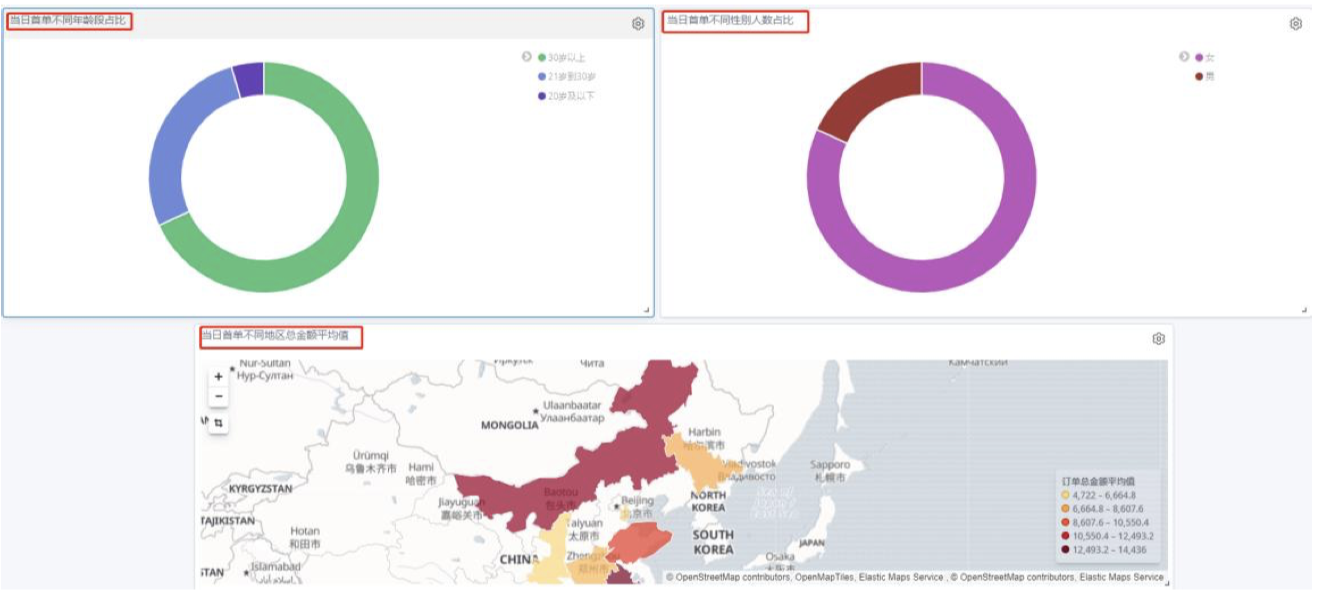 当日首单不同年龄段占比
30岁以上
21岁到30岁
20岁及以下
当日首单不同性别人数占比
女
男
当日首单不同地区总金额平均值
Nur-Sultan
Нур-Султан
Чита
Ulaanbaatar
Улаанбаатар
MONGOLIA
Harbin
哈尔滨市
Ürümqi
乌鲁木齐市
Hami
哈密市
Vladivostok
Владивосток
Sapporo
札幌市
KYRGYZSTAN
Jiayuguan
嘉峪关市
Baotou
包头市
Beijing
北京市
NORTH
KOREA
TAJIKISTAN
Hotan
和田市
Taiyuan
太原市
SOUTH
KOREA
JAPAN
Islamabad
CHINA
Zhengzhou
郑州市
Osaka
大阪市
STAN
订单总金额平均值
4,722 – 6,664.8
6,664.8 – 8,607.6
8,607.6 – 10,550.4
10,550.4 – 12,493.2
12,493.2 – 14,436
© OpenStreetMap contributors, OpenMapTiles, Elastic Maps Service , © OpenStreetMap contributors, Elastic Maps Service